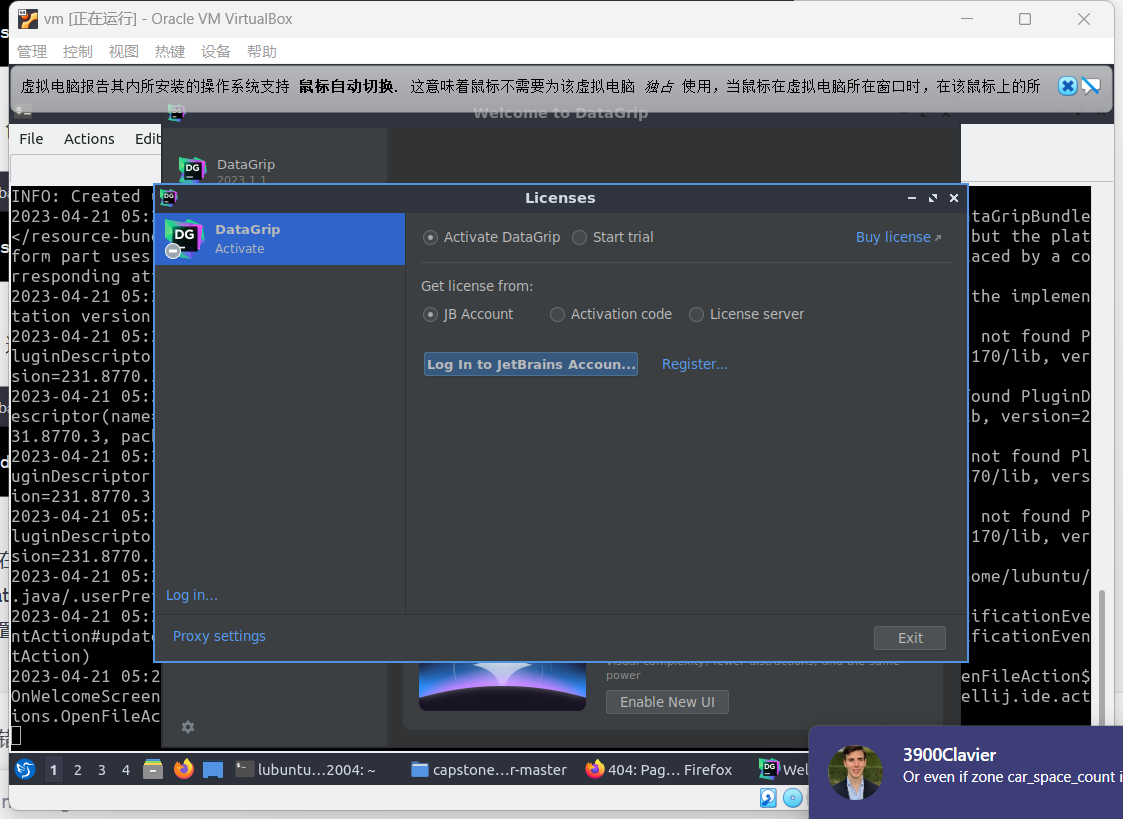 vm [正在运行] - Oracle VM VirtualBox
管理 控制 视图 热键 设备 帮助
虚拟电脑报告其内所安装的操作系统支持 鼠标自动切换. 这意味着鼠标不需要为该虚拟电脑 独占 使用，当鼠标在虚拟电脑所在窗口时，在该鼠标上的所
Welcome to DataGrip
File Actions Edit
DataGrip
2023.1.1
Licenses
DataGrip
Activate
Activate DataGrip Start trial Buy license
Get license from:
JB Account Activation code License server
Log In to JetBrains Accoun... Register...
Log in...
Proxy settings
Exit
INFO: Created
2023-04-21 05: taGripBundle
</resource-bun but the plat
form part uses aced by a co
rresponding at
2023-04-21 05: the implemen
tation version
2023-04-21 05: not found P
luginDescripto 170/lib, ver
sion=231.8770.
2023-04-21 05: ound PluginD
escriptor(name= b, version=2
31.8770.3, pac
2023-04-21 05: not found Pl
uginDescriptor 70/lib, vers
ion=231.8770.3
2023-04-21 05: not found P
luginDescripto 170/lib, ver
sion=231.8770.
2023-04-21 05: ome/lubuntu/
.java/.userPre
2023-04-21 05: ificationEve
ntAction#update ificationEven
tAction)
2023-04-21 05:2 enFileAction$
OnWelcomeScreen ellij.ide.act
ions.OpenFileAc
visual complexity, fewer distractions, and the same
power
Enable New UI
1 2 3 4 lubuntu...2004: ~ capstone...r-master 404: Pag... Firefox Wel
3900Clavier
Or even if zone car_space_count i